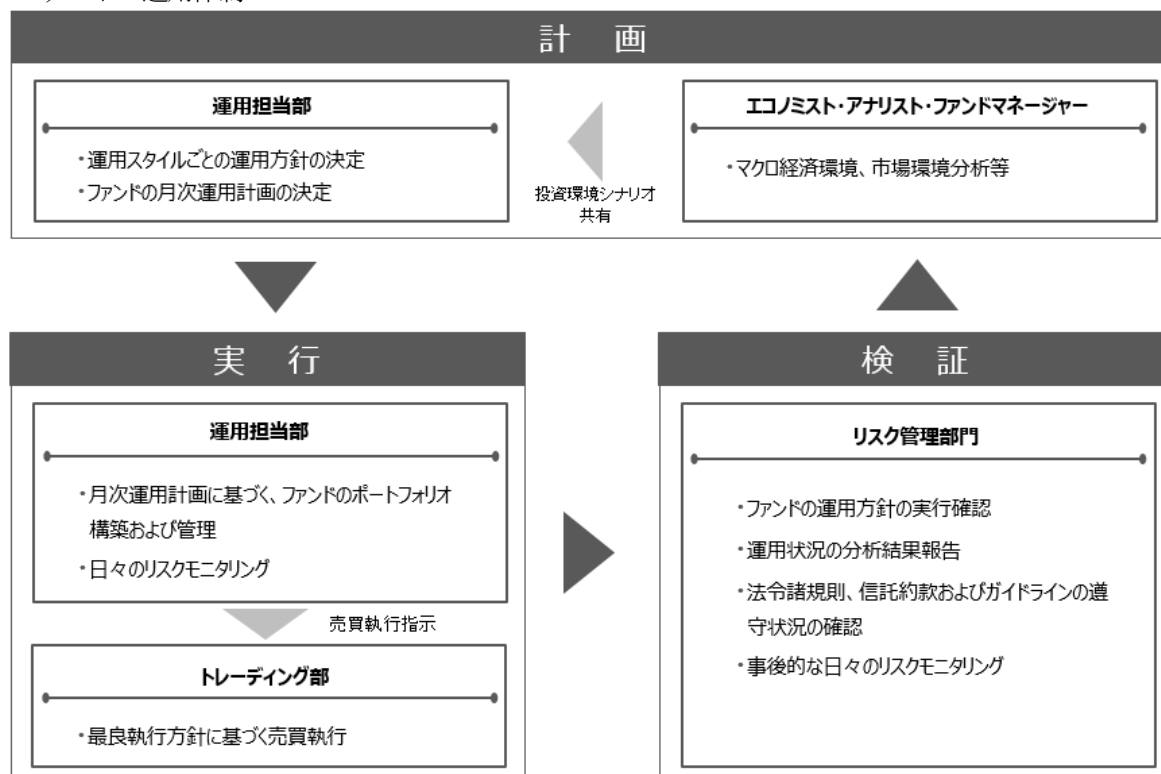 計 画
運用担当部
・運用スタイルごとの運用方針の決定
・ファンドの月次運用計画の決定
投資環境シナリオ
共有
エコノミスト・アナリスト・ファンドマネージャー
・マクロ経済環境、市場環境分析等
実 行
運用担当部
・月次運用計画に基づく、ファンドのポートフォリオ
構築および管理
・日々のリスクモニタリング
売買執行指示
トレーディング部
・最良執行方針に基づく売買執行
検 証
リスク管理部門
・ファンドの運用方針の実行確認
・運用状況の分析結果報告
・法令諸規則、信託約款およびガイドラインの遵
守状況の確認
・事後的な日々のリスクモニタリング